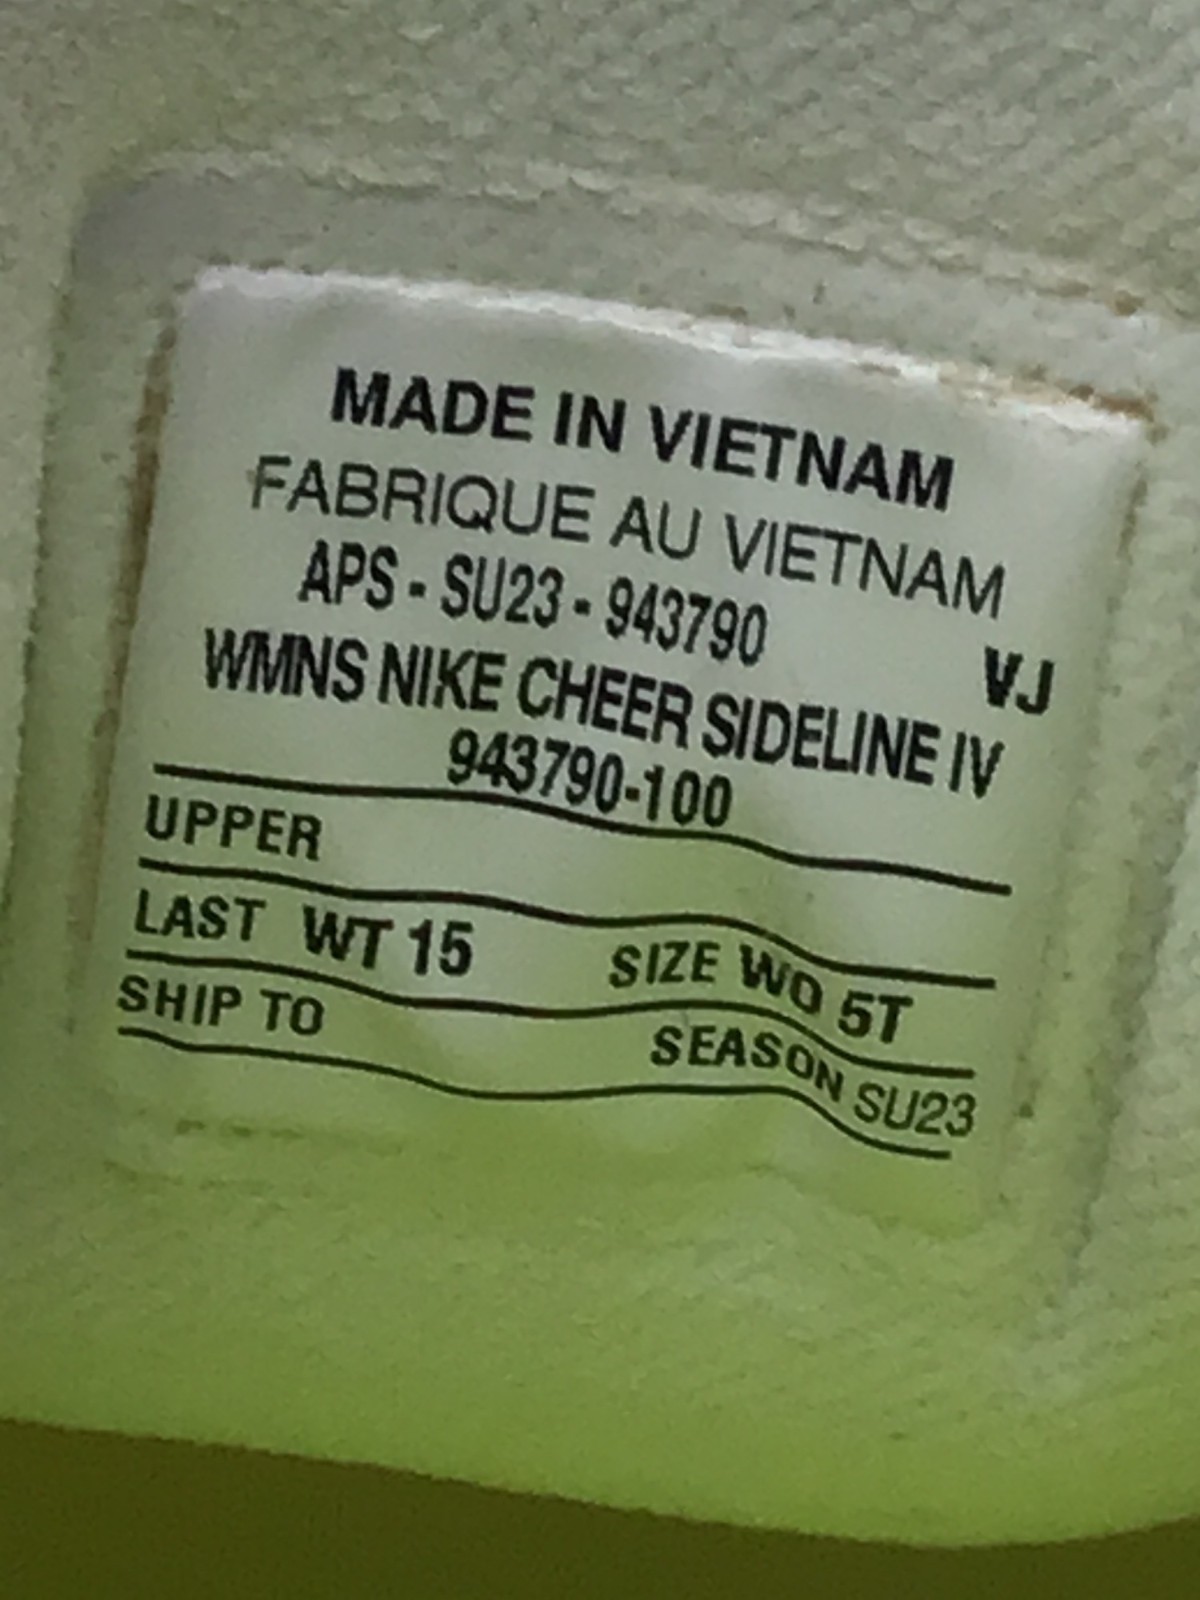 MADE IN VIETNAM
FABRIQUE AU VIETNAM
APS - SU23 - 943790
VJ
WMNS NIKE CHEER SIDELINE IV
943790-100
UPPER
LAST WT 15 SIZE WO 5T
SHIP TO SEASON SU23